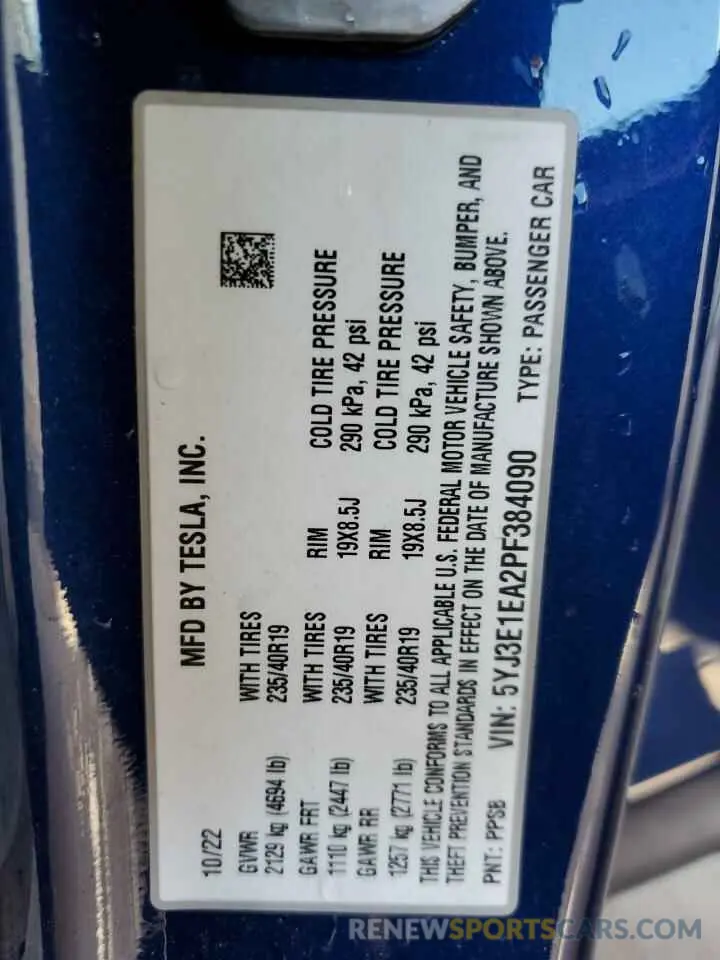 MFD BY TESLA, INC.
10/22
GVWR WITH TIRES
2129 kg (4694 lb) 235/40R19
GAWR FRT WITH TIRES RIM COLD TIRE PRESSURE
1110 kg (2447 lb) 235/40R19 19X8.5J 290 kPa, 42 psi
GAWR RR WITH TIRES RIM COLD TIRE PRESSURE
1257 kg (2771 lb) 235/40R19 19X8.5J 290 kPa, 42 psi
THIS VEHICLE CONFORMS TO ALL APPLICABLE U.S. FEDERAL MOTOR VEHICLE SAFETY, BUMPER, AND
THEFT PREVENTION STANDARDS IN EFFECT ON THE DATE OF MANUFACTURE SHOWN ABOVE.
PNT: PPSB VIN: 5YJ3E1EA2PF384090 TYPE: PASSENGER CAR
RENEWSPORTSCARS.COM